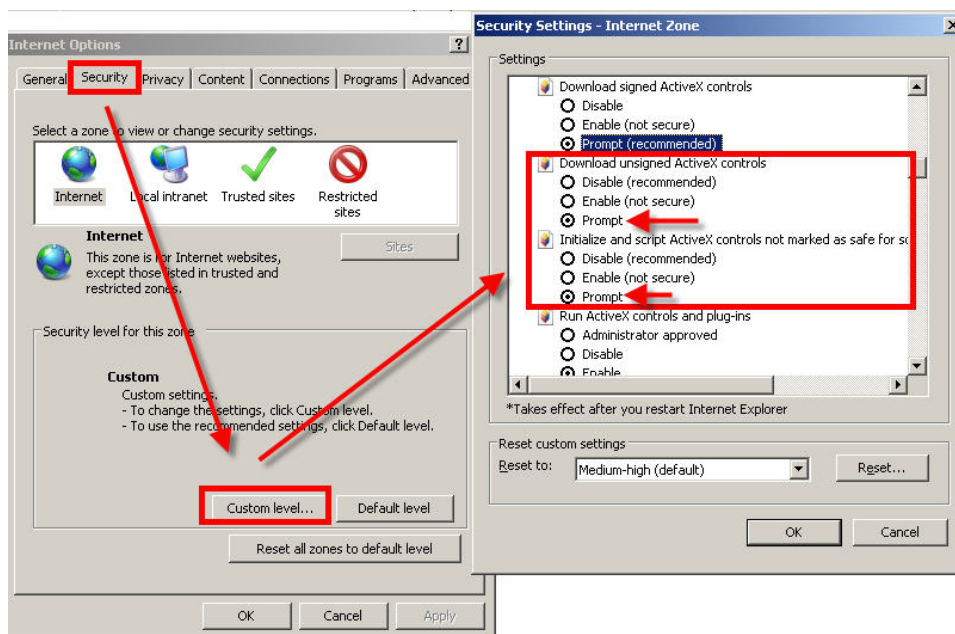 Internet Options
?
General Security Privacy Content Connections Programs Advanced
Select a zone to view or change security settings.
Internet Local intranet Trusted sites Restricted
sites
Internet
This zone is for Internet websites,
except those listed in trusted and
restricted zones.
Sites
Security level for this zone
Custom
Custom settings.
- To change the settings, click Custom level.
- To use the recommended settings, click Default level.
Custom level... Default level
Reset all zones to default level
OK Cancel Apply
Security Settings - Internet Zone
Settings
Download signed ActiveX controls
Disable
Enable (not secure)
Prompt (recommended)
Download unsigned ActiveX controls
Disable (recommended)
Enable (not secure)
Prompt
Initialize and script ActiveX controls not marked as safe for sc
Disable (recommended)
Enable (not secure)
Prompt
Run ActiveX controls and plug-ins
Administrator approved
Disable
Enable
*Takes effect after you restart Internet Explorer
Reset custom settings
Reset to: Medium-high (default) Reset...
OK Cancel